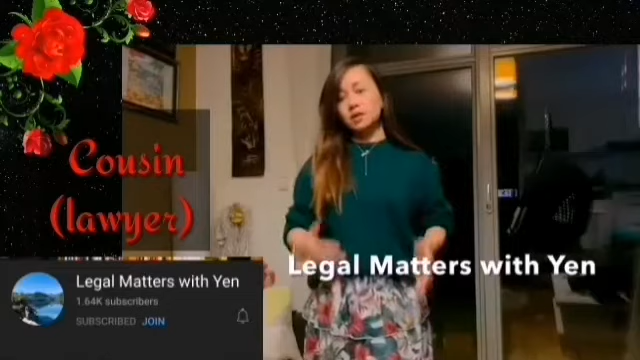 Cousin
(lawyer)
Legal Matters with Yen
Legal Matters with Yen
1.64K subscribers
SUBSCRIBED JOIN